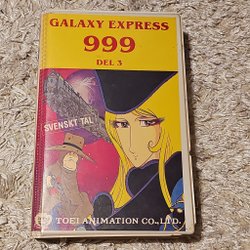 GALAXY EXPRESS
999
DEL 3
SVENSKT TAL
TOEI ANIMATION CO., LTD.